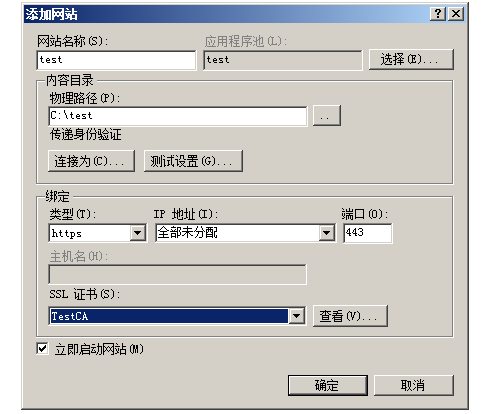 添加网站
网站名称(S):
应用程序池(L):
test
test
选择(E)...
内容目录
物理路径(P):
C:\test
..
传递身份验证
连接为(C)...
测试设置(G)...
绑定
类型(T):
IP 地址(I):
端口(O):
https
全部未分配
443
主机名(H):
SSL 证书(S):
TestCA
查看(V)...
立即启动网站(M)
确定
取消